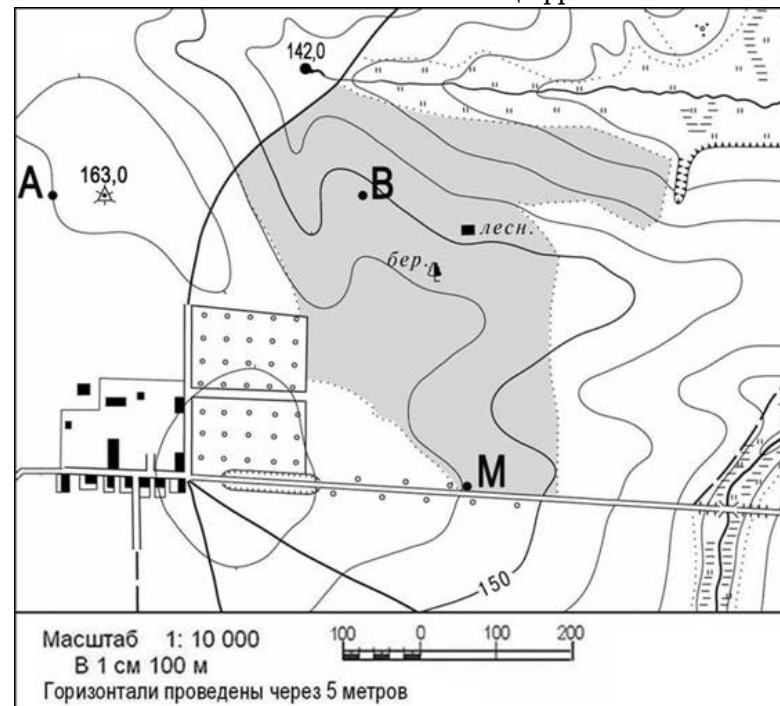 142,0
А
163,0
В
лесн.
бер.
М
150
Масштаб 1: 10 000
В 1 см 100 м
100 0 100 200
Горизонтали проведены через 5 метров